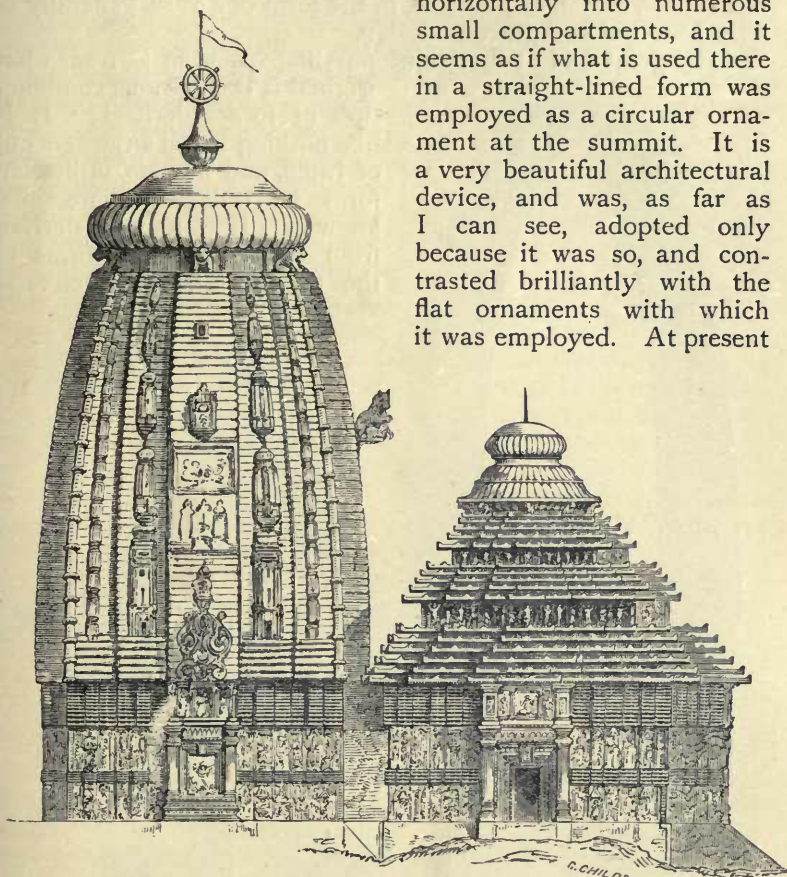 horizontally into numerous
small compartments, and it
seems as if what is used there
in a straight-lined form was
employed as a circular orna-
ment at the summit. It is
a very beautiful architectural
device, and was, as far as
I can see, adopted only
because it was so, and con-
trasted brilliantly with the
flat ornaments with which
it was employed. At present